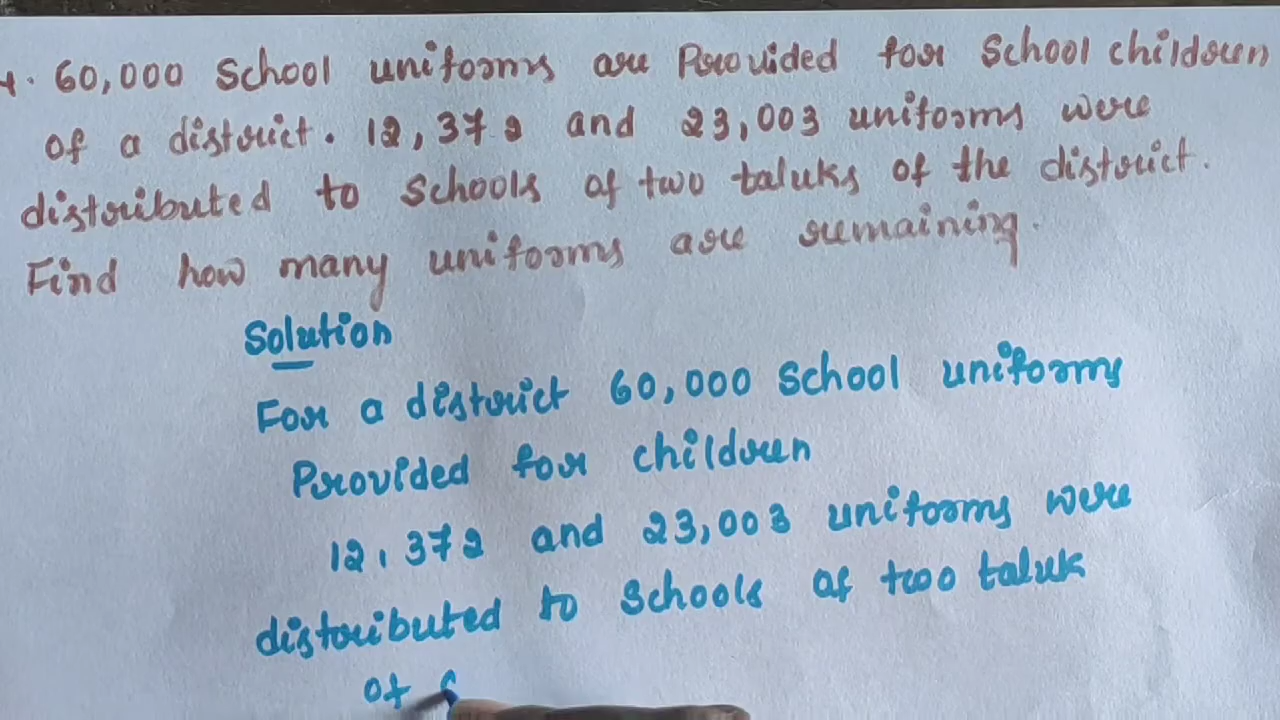 4. 60,000 School uniforms are Provided for School children
of a district. 12,372 and 23,003 uniforms were
distributed to Schools of two taluks of the district.
Find how many uniforms are remaining.
Solution
For a district 60,000 School uniforms
Provided for children
12,372 and 23,003 uniforms were
distributed to Schools of two taluk
of